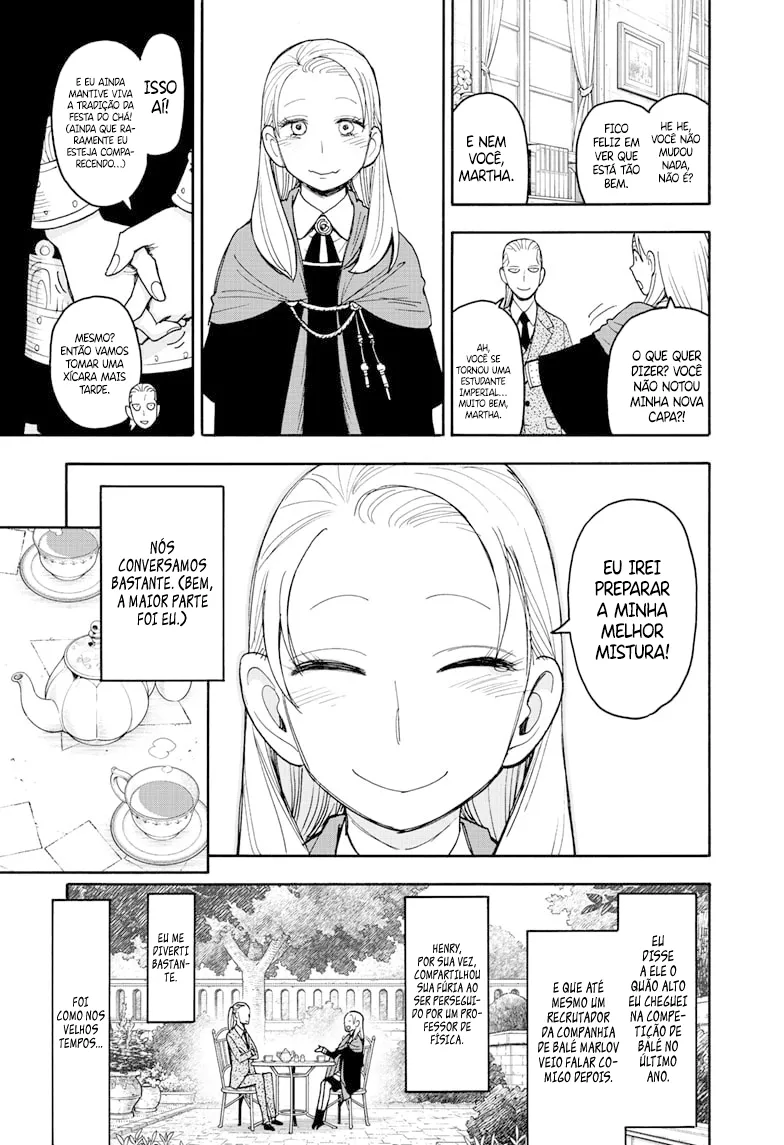 HE HE,
VOCÊ NÃO
MUDOU
NADA,
NÃO É?
FICO
FELIZ EM
VER QUE
ESTÁ TÃO
BEM.
E NEM
VOCÊ,
MARTHA.
O QUE QUER
DIZER? VOCÊ
NÃO NOTOU
MINHA NOVA
CAPA?!
AH,
VOCÊ SE
TORNOU UMA
ESTUDANTE
IMPERIAL...
MUITO BEM,
MARTHA.
ISSO
AÍ!
E EU AINDA
MANTIVE VIVA
A TRADIÇÃO DA
FESTA DO CHÁ!
(AINDA QUE RA-
RAMENTE EU
ESTEJA COMPA-
RECENDO...)
MESMO?
ENTÃO VAMOS
TOMAR UMA
XÍCARA MAIS
TARDE.
EU IREI
PREPARAR
A MINHA
MELHOR
MISTURA!
NÓS
CONVERSAMOS
BASTANTE. (BEM,
A MAIOR PARTE
FOI EU.)
EU
DISSE
A ELE O
QUÃO ALTO
EU CHEGUEI
NA COMPE-
TIÇÃO DE
BALÉ NO
ÚLTIMO
ANO.
E QUE ATÉ
MESMO UM
RECRUTADOR
DA COMPANHIA
DE BALÉ MARLOV
VEIO FALAR CO-
MIGO DEPOIS.
HENRY,
POR SUA VEZ,
COMPARTILHOU
SUA FÚRIA AO
SER PERSEGUI-
DO POR UM PRO-
FESSOR DE
FÍSICA.
EU ME
DIVERTI
BASTAN-
TE.
FOI
COMO NOS
VELHOS
TEMPOS...